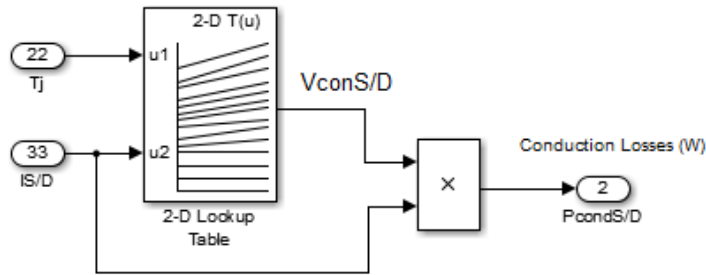 2-D T(u)
22
u1
Tj
VconS/D
33
u2
IS/D
×
Conduction Losses (W)
2
PcondS/D
2-D Lookup
Table